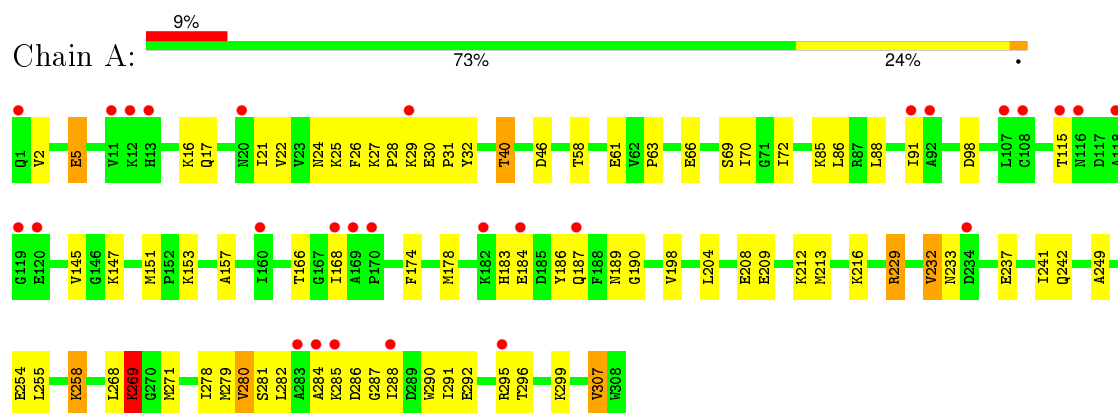 9%
Chain A:
73% 24% •
Q1 V2 E5 V11 K12 H13 K16 Q17 N20 I21 V22 V23 N24 K25 F26 K27 P28 K29 E30 P31 Y32 T40 D46 T58 E61 V62 P63 E66 S69 I70 G71 I72 K85 L86 R87 L88 I91 A92 D98 L107 C108 T115 N116 D117 A118
G119 E120 V145 G146 K147 M151 P152 K153 A157 I160 T166 G167 I168 A169 P170 F174 M178 K182 H183 E184 D185 Y186 Q187 F188 N189 G190 V198 L204 E208 E209 K212 M213 K216 R229 V232 N233 D234 E237 I241 Q242 A249
E254 L255 K258 L268 K269 G270 M271 I278 M279 V280 S281 L282 A283 A284 K285 D286 G287 I288 D289 W290 I291 E292 R295 T296 K299 V307 W308